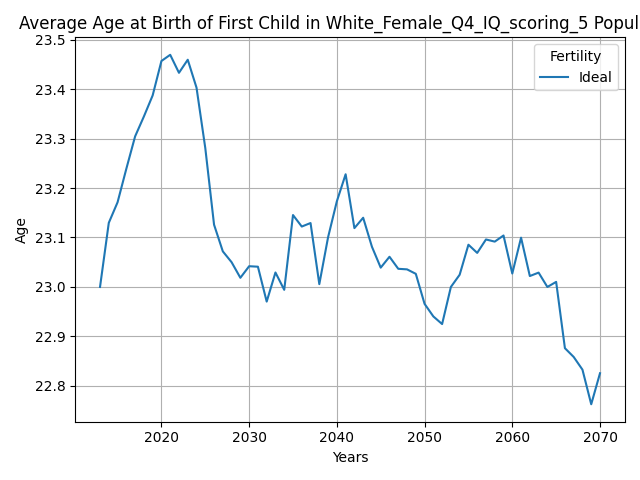 Average Age at Birth of First Child in White_Female_Q4_IQ_scoring_5 Popul
23.5
23.4
23.3
23.2
23.1
23.0
22.9
22.8
Age
Fertility
Ideal
2020 2030 2040 2050 2060 2070
Years